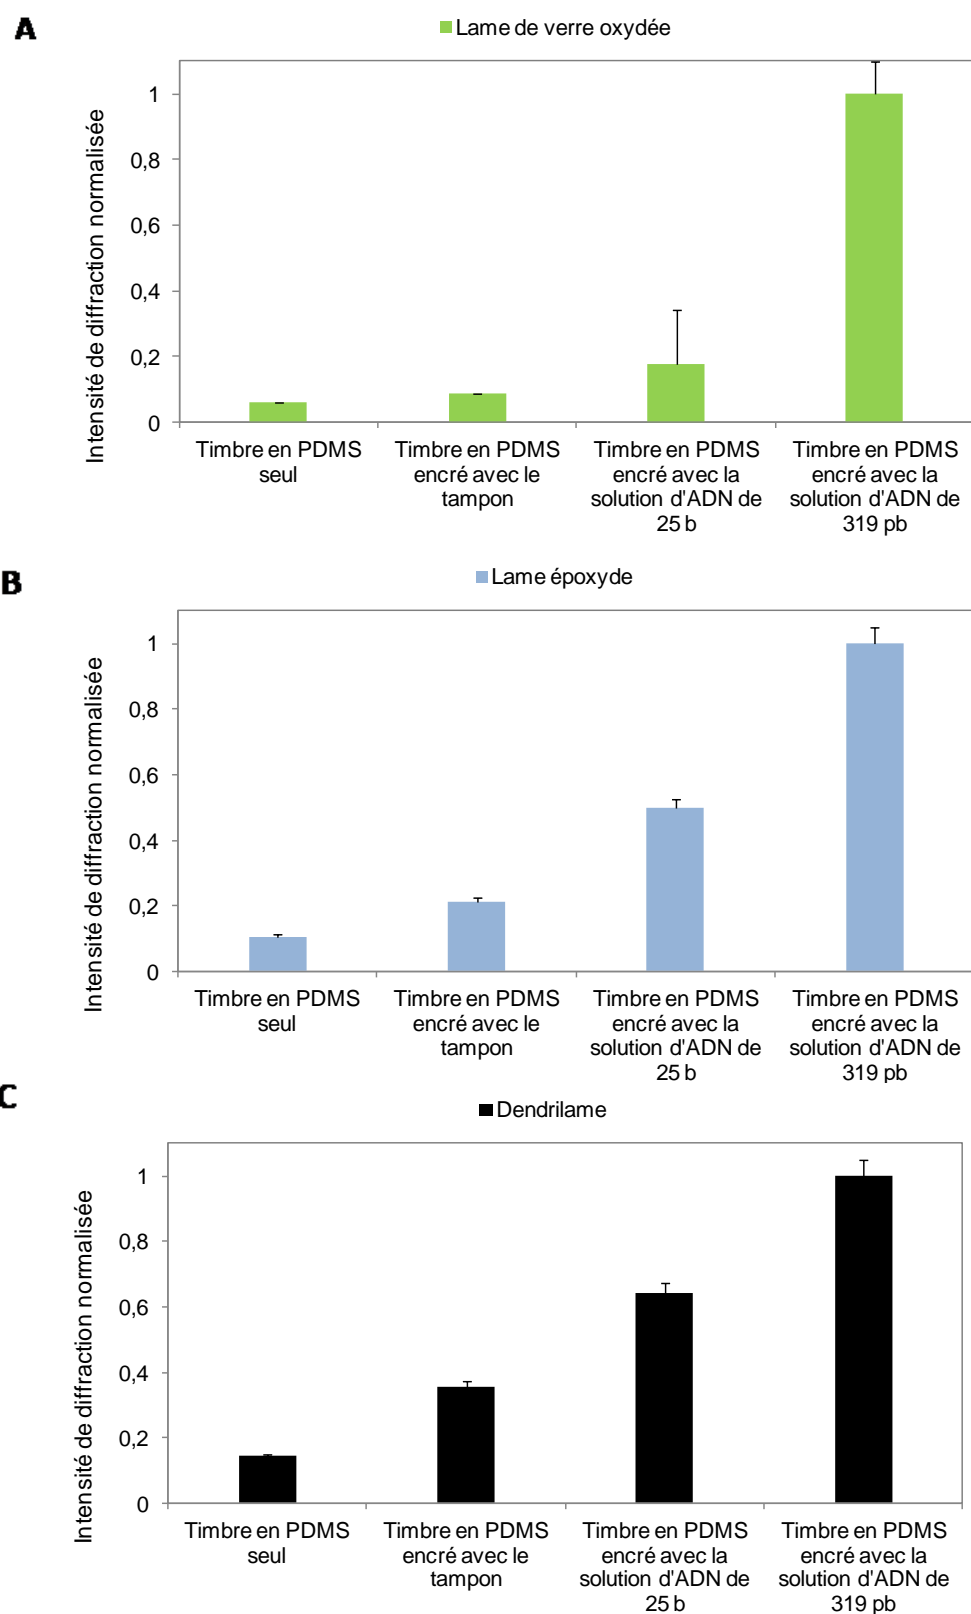 A
Lame de verre oxydée
Intensité de diffraction normalisée
1
0,8
0,6
0,4
0,2
0
Timbre en PDMS seul
Timbre en PDMS encré avec le tampon
Timbre en PDMS encré avec la solution d'ADN de 25 b
Timbre en PDMS encré avec la solution d'ADN de 319 pb
B
Lame époxyde
Intensité de diffraction normalisée
1
0,8
0,6
0,4
0,2
0
Timbre en PDMS seul
Timbre en PDMS encré avec le tampon
Timbre en PDMS encré avec la solution d'ADN de 25 b
Timbre en PDMS encré avec la solution d'ADN de 319 pb
C
Dendrilame
Intensité de diffraction normalisée
1
0,8
0,6
0,4
0,2
0
Timbre en PDMS seul
Timbre en PDMS encré avec le tampon
Timbre en PDMS encré avec la solution d'ADN de 25 b
Timbre en PDMS encré avec la solution d'ADN de 319 pb